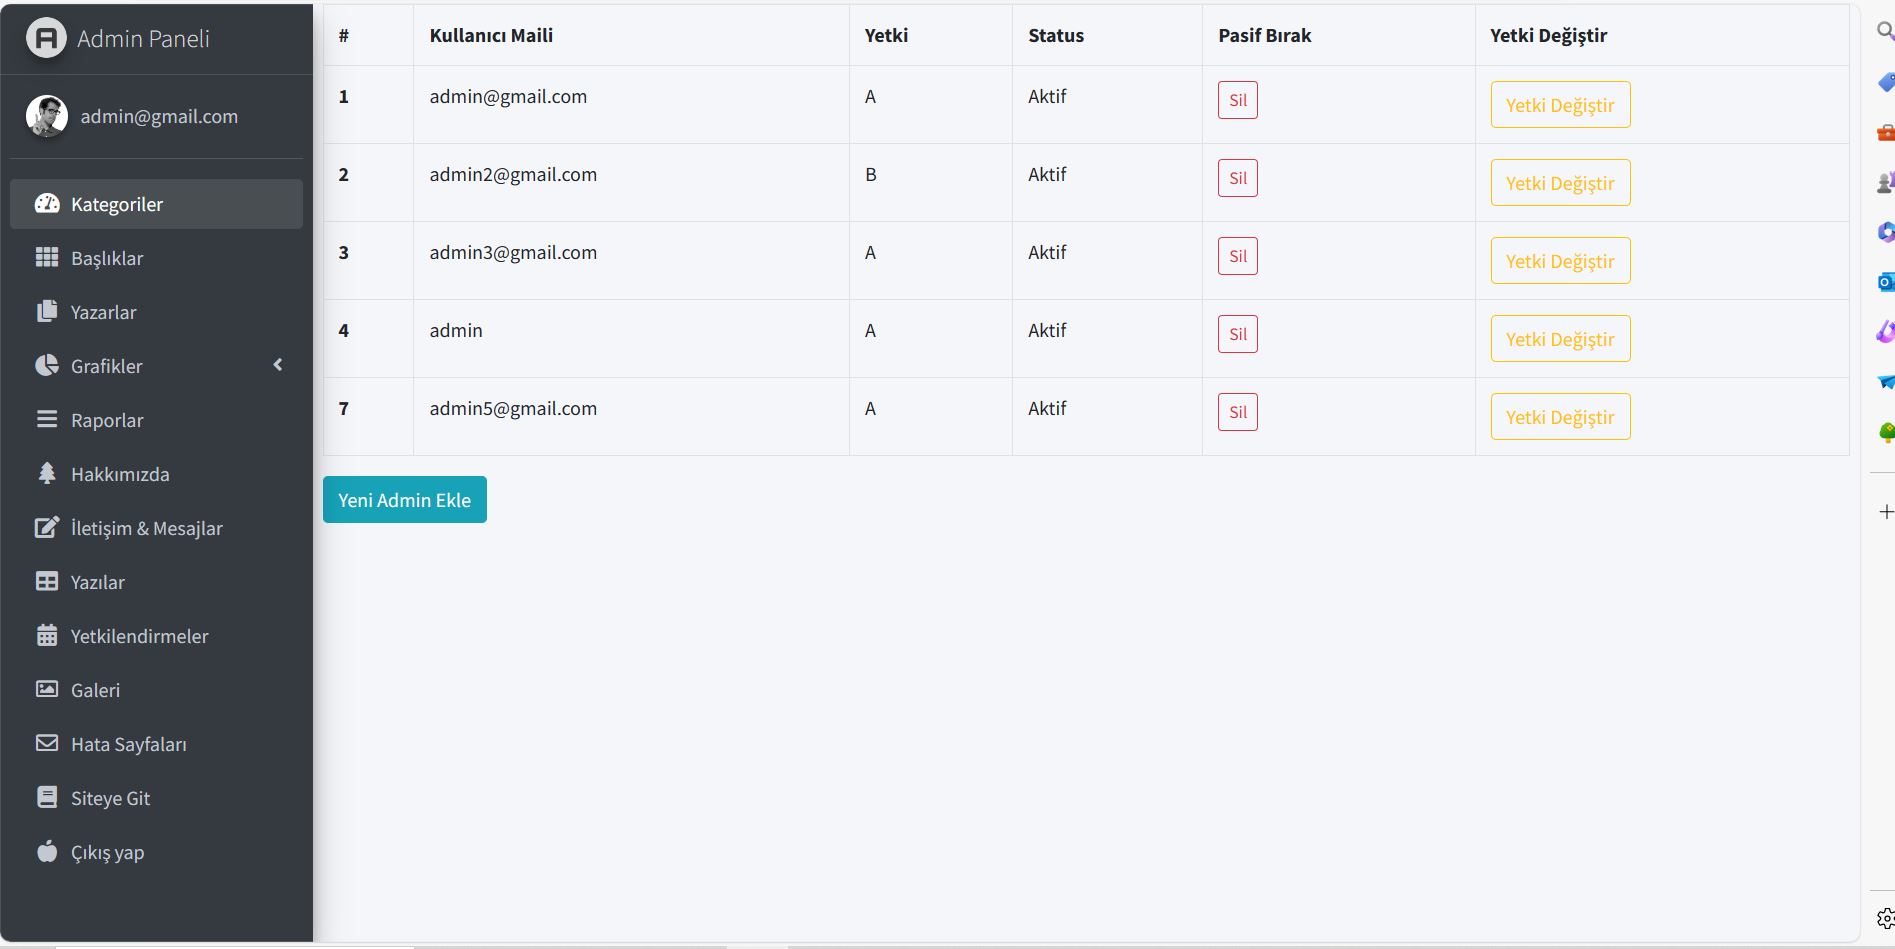 Admin Paneli
admin@gmail.com
Kategoriler
Başlıklar
Yazarlar
Grafikler
Raporlar
Hakkımızda
İletişim & Mesajlar
Yazılar
Yetkilendirmeler
Galeri
Hata Sayfaları
Siteye Git
Çıkış yap
# Kullanıcı Maili Yetki Status Pasif Bırak Yetki Değiştir
1 admin@gmail.com A Aktif Sil Yetki Değiştir
2 admin2@gmail.com B Aktif Sil Yetki Değiştir
3 admin3@gmail.com A Aktif Sil Yetki Değiştir
4 admin A Aktif Sil Yetki Değiştir
7 admin5@gmail.com A Aktif Sil Yetki Değiştir
Yeni Admin Ekle